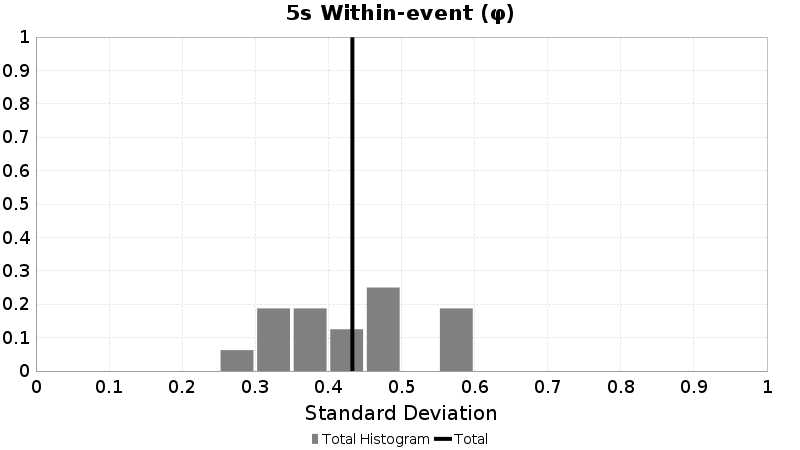 5s Within-event (φ)
1
0.9
0.8
0.7
0.6
0.5
0.4
0.3
0.2
0.1
0
0 0.1 0.2 0.3 0.4 0.5 0.6 0.7 0.8 0.9 1
Standard Deviation
Total Histogram Total